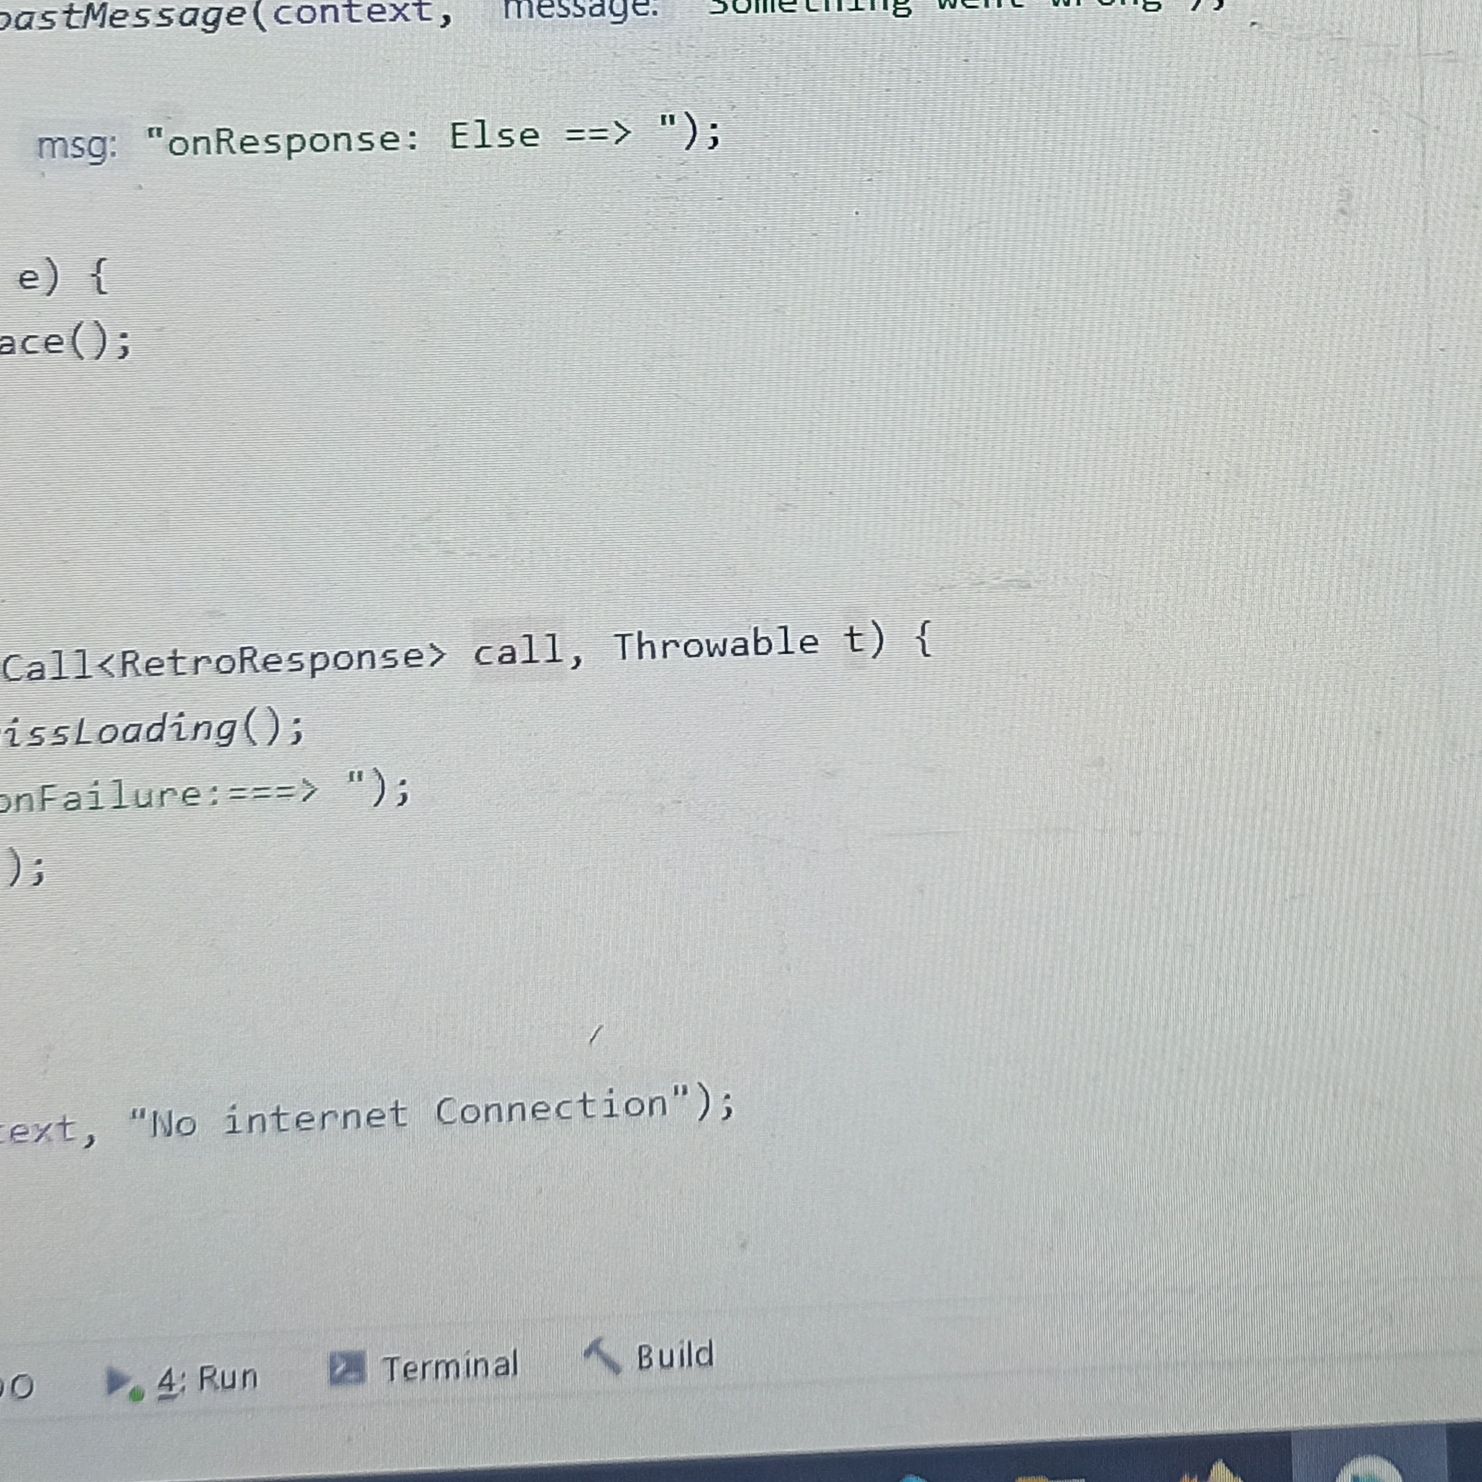 oastMessage(context, message: "Something went wrong");
msg: "onResponse: Else ==> ");
e) {
ace();
Call<RetroResponse> call, Throwable t) {
issLoading();
onFailure:===> ");
);
text, "No internet Connection");
4: Run Terminal Build